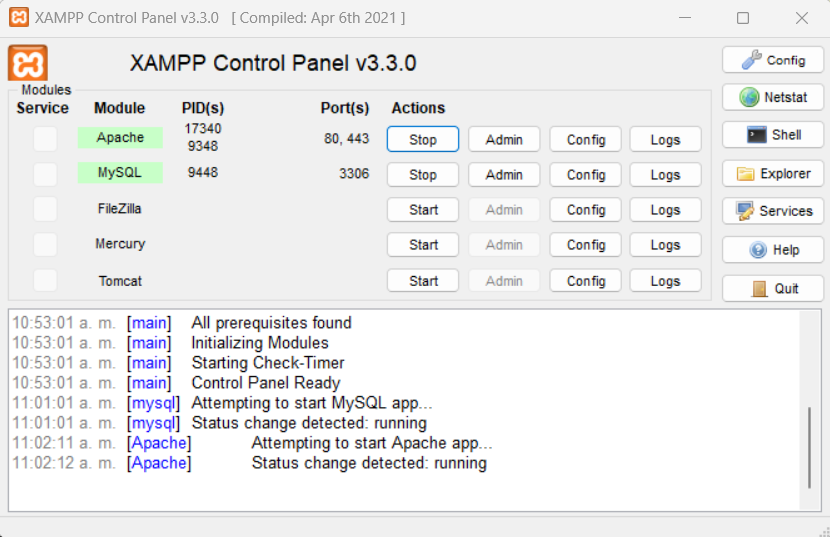 XAMPP Control Panel v3.3.0 [ Compiled: Apr 6th 2021 ]
XAMPP Control Panel v3.3.0
Config
Modules
Service Module PID(s) Port(s) Actions
Netstat
Apache 17340 9348 80, 443 Stop Admin Config Logs
Shell
MySQL 9448 3306 Stop Admin Config Logs
Explorer
FileZilla Start Admin Config Logs
Services
Mercury Start Admin Config Logs
Help
Tomcat Start Admin Config Logs
Quit
10:53:01 a. m. [main] All prerequisites found
10:53:01 a. m. [main] Initializing Modules
10:53:01 a. m. [main] Starting Check-Timer
10:53:01 a. m. [main] Control Panel Ready
11:01:01 a. m. [mysql] Attempting to start MySQL app...
11:01:01 a. m. [mysql] Status change detected: running
11:02:11 a. m. [Apache] Attempting to start Apache app...
11:02:12 a. m. [Apache] Status change detected: running